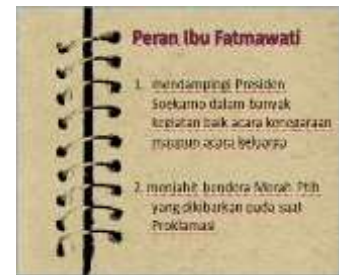 Peran Ibu Fatmawati
1. mendampingi Presiden
Soekarno dalam banyak
kegiatan baik acara kenegaraan
maupun acara keluarga
2. menjahit bendera Merah Ptih
yang dikibarkan pada saat
Proklamasi